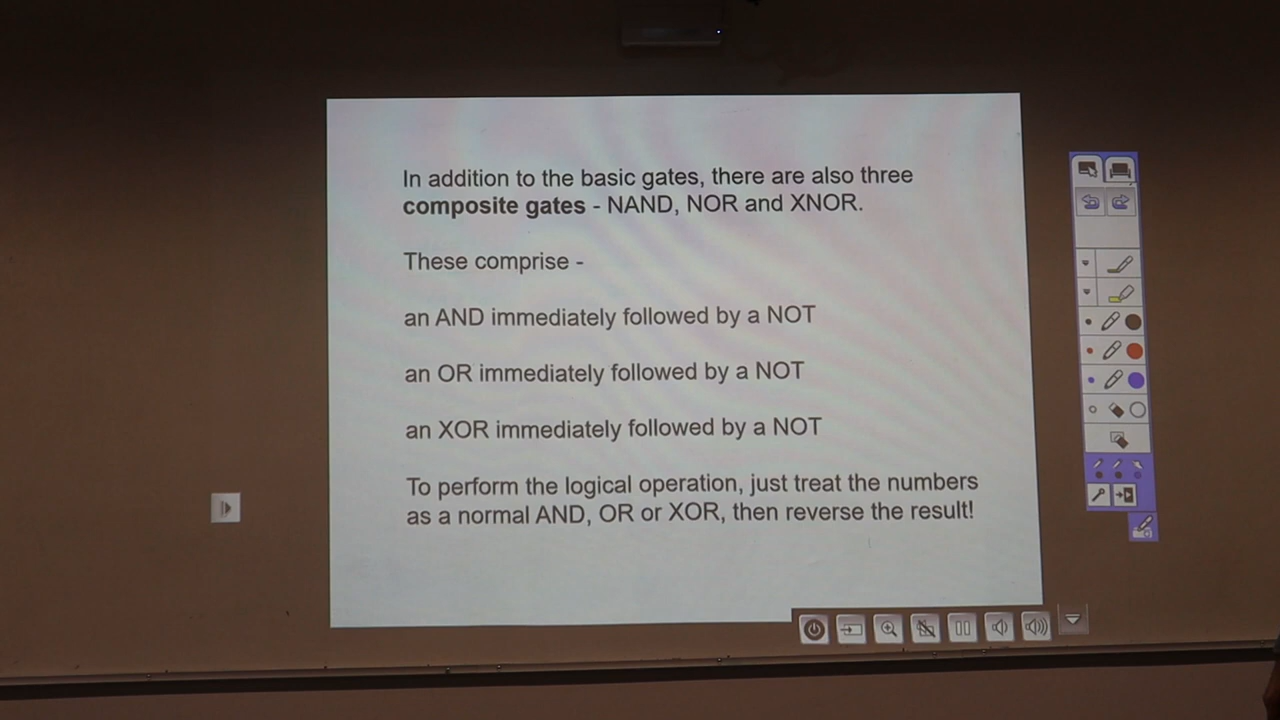 In addition to the basic gates, there are also three
composite gates - NAND, NOR and XNOR.
These comprise -
an AND immediately followed by a NOT
an OR immediately followed by a NOT
an XOR immediately followed by a NOT
To perform the logical operation, just treat the numbers
as a normal AND, OR or XOR, then reverse the result!